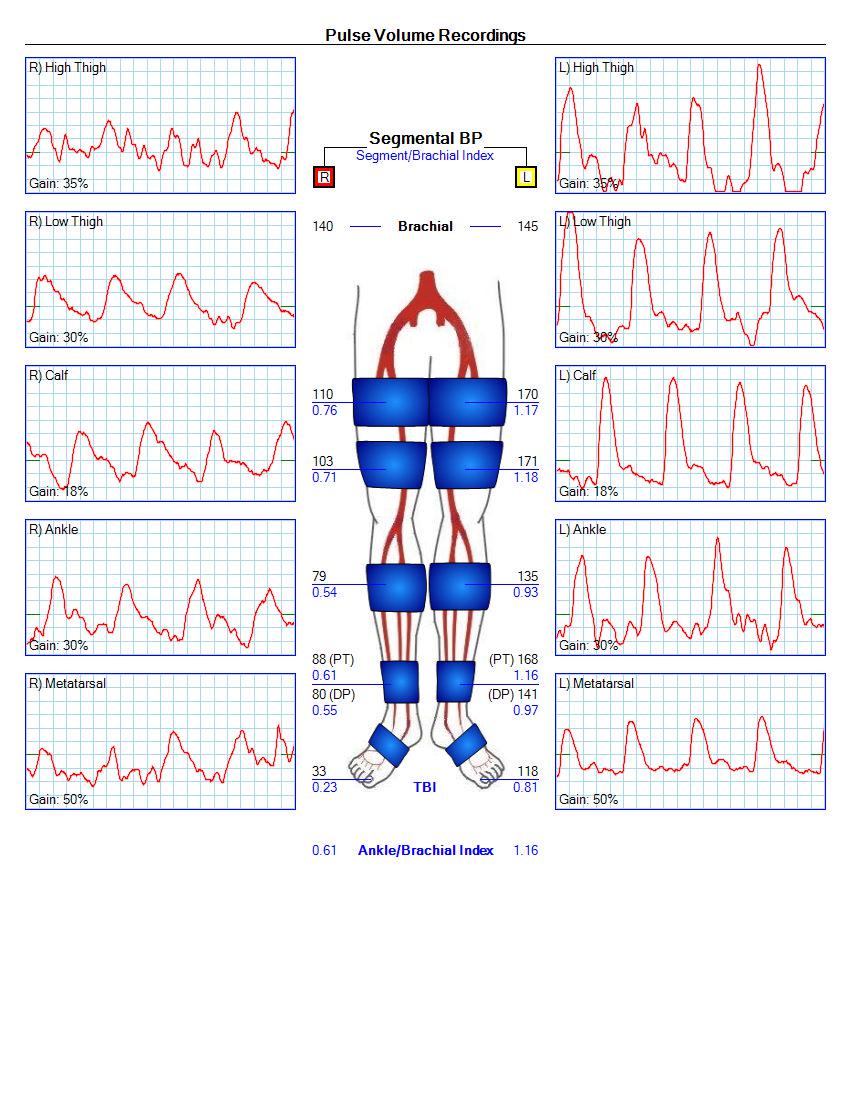 Pulse Volume Recordings
R) High Thigh
Gain: 35%
R) Low Thigh
Gain: 30%
R) Calf
Gain: 18%
R) Ankle
Gain: 30%
R) Metatarsal
Gain: 50%
Segmental BP
Segment/Brachial Index
R L
140 Brachial 145
110 170
0.76 1.17
103 171
0.71 1.18
79 135
0.54 0.93
88 (PT) (PT) 168
0.61 1.16
80 (DP) (DP) 141
0.55 0.97
33 118
0.23 TBI 0.81
0.61 Ankle/Brachial Index 1.16
L) High Thigh
Gain: 35%
L) Low Thigh
Gain: 30%
L) Calf
Gain: 18%
L) Ankle
Gain: 30%
L) Metatarsal
Gain: 50%